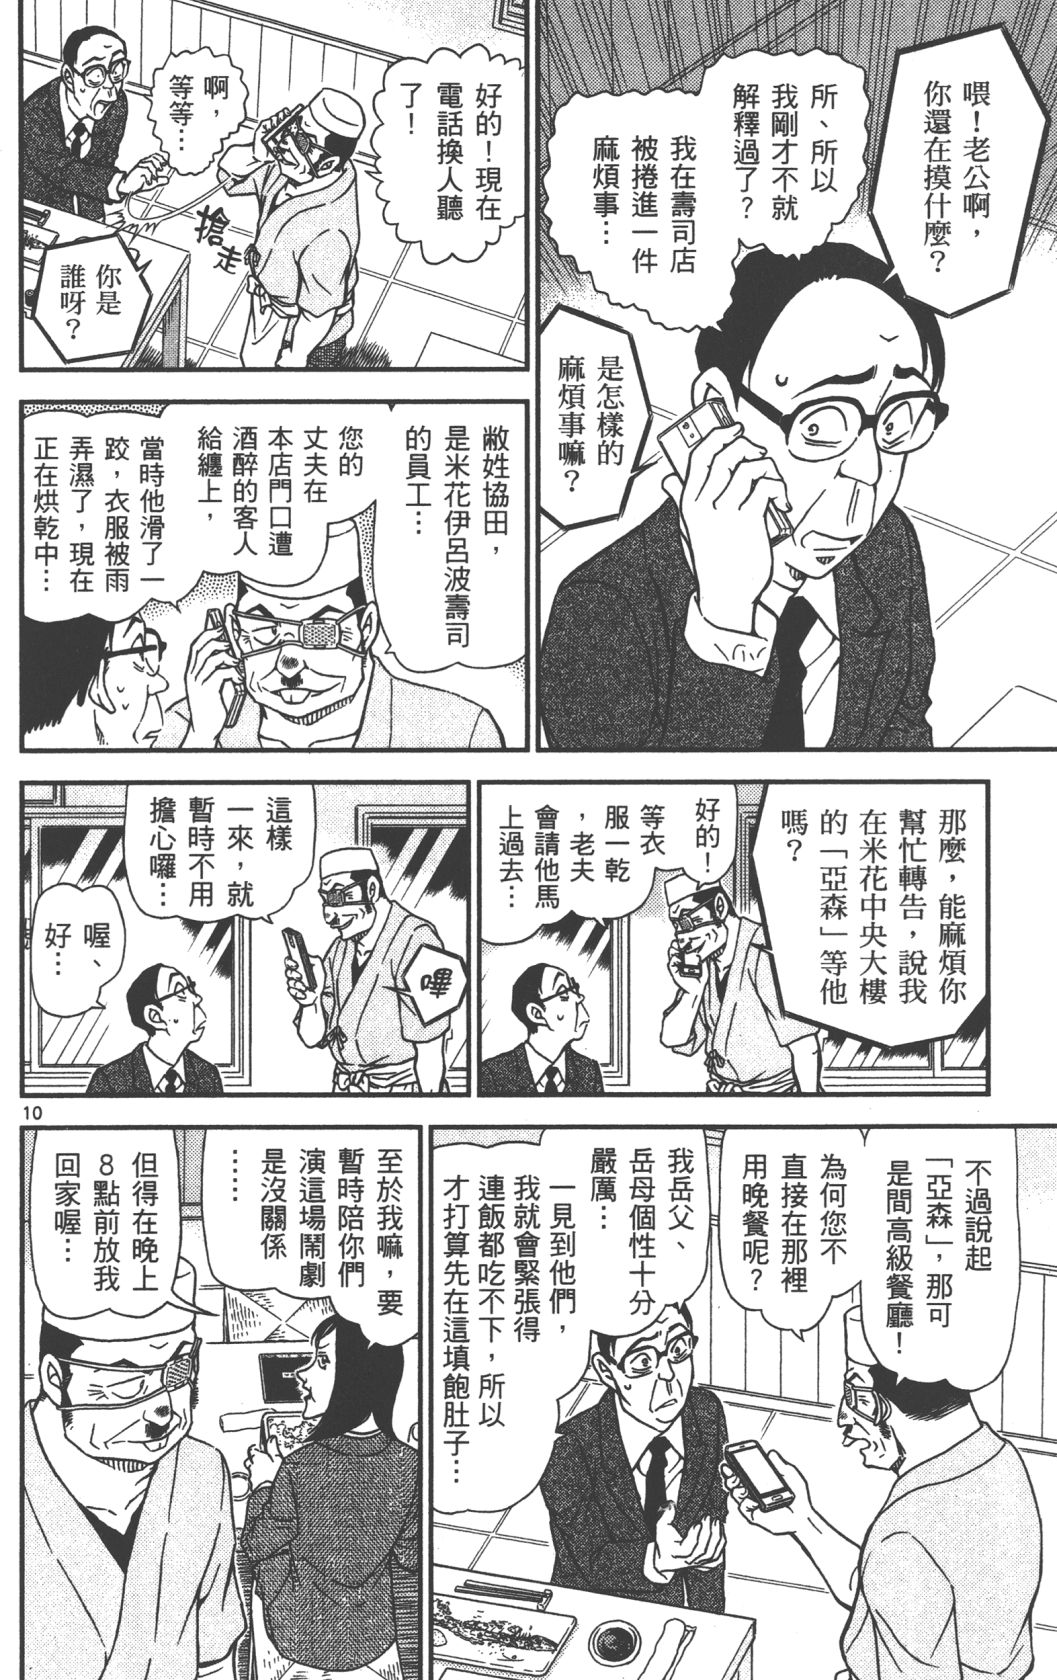 喂！老公啊，
你還在摸什麼？
所、所以
我剛才不就
解釋過了？
我在壽司店
被捲進一件
麻煩事…
是怎樣的
麻煩事嘛？
好的！現在
電話換人聽
了！
啊，
等等…
搶走
你是
誰呀？
敝姓協田，
是米花伊呂波壽司
的員工…
您的
丈夫在
本店門口遭
酒醉的客人
給纏上，
當時他滑了一
跤，衣服被雨
弄濕了，現在
正在烘乾中…
那麼，能麻煩你
幫忙轉告，說我
在米花中央大樓
的「亞森」等他
嗎？
好的！
等衣
服一乾
，老夫
會請他馬
上過去…
嗶
這樣
一來，就
暫時不用
擔心囉…
喔、
好…
10
不過說起
「亞森」，那可
是間高級餐廳！
為何您不
直接在那裡
用晚餐呢？
我岳父、
岳母個性十分
嚴厲…
一見到他們，
我就會緊張得
連飯都吃不下，所以
才打算先在這填飽肚子…
至於我嘛，要
暫時陪你們
演這場鬧劇
是沒關係
……
但得在晚上
8點前放我
回家喔…